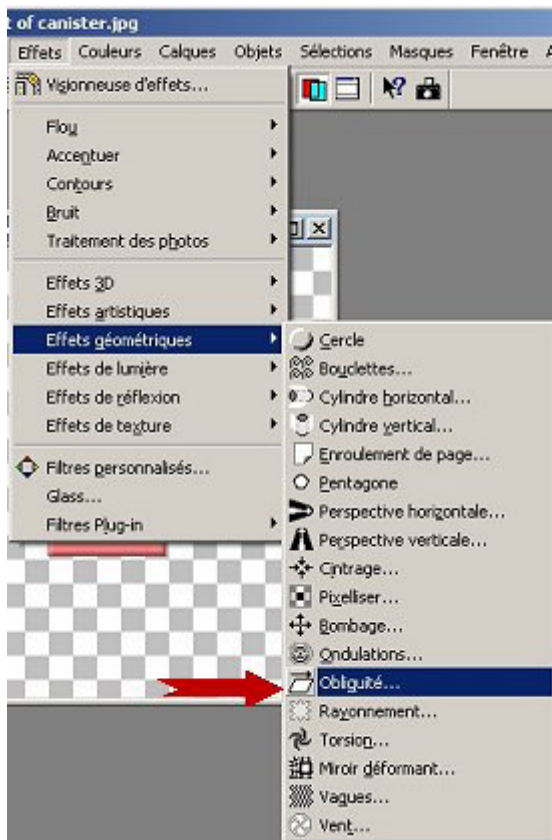 t of canister.jpg
Effets Couleurs Calques Objets Sélections Masques Fenêtre
Visionneuse d'effets...
Flou
Accentuer
Contours
Bruit
Traitement des photos
Effets 3D
Effets artistiques
Effets géométriques
Effets de lumière
Effets de réflexion
Effets de texture
Filtres personnalisés...
Glass...
Filtres Plug-in
Cercle
Bouclettes...
Cylindre horizontal...
Cylindre vertical...
Enroulement de page...
Pentagone
Perspective horizontale...
Perspective verticale...
Cintrage...
Pixelliser...
Bombage...
Ondulations...
Obliquité...
Rayonnement...
Torsion...
Miroir déformant...
Vagues...
Vent...